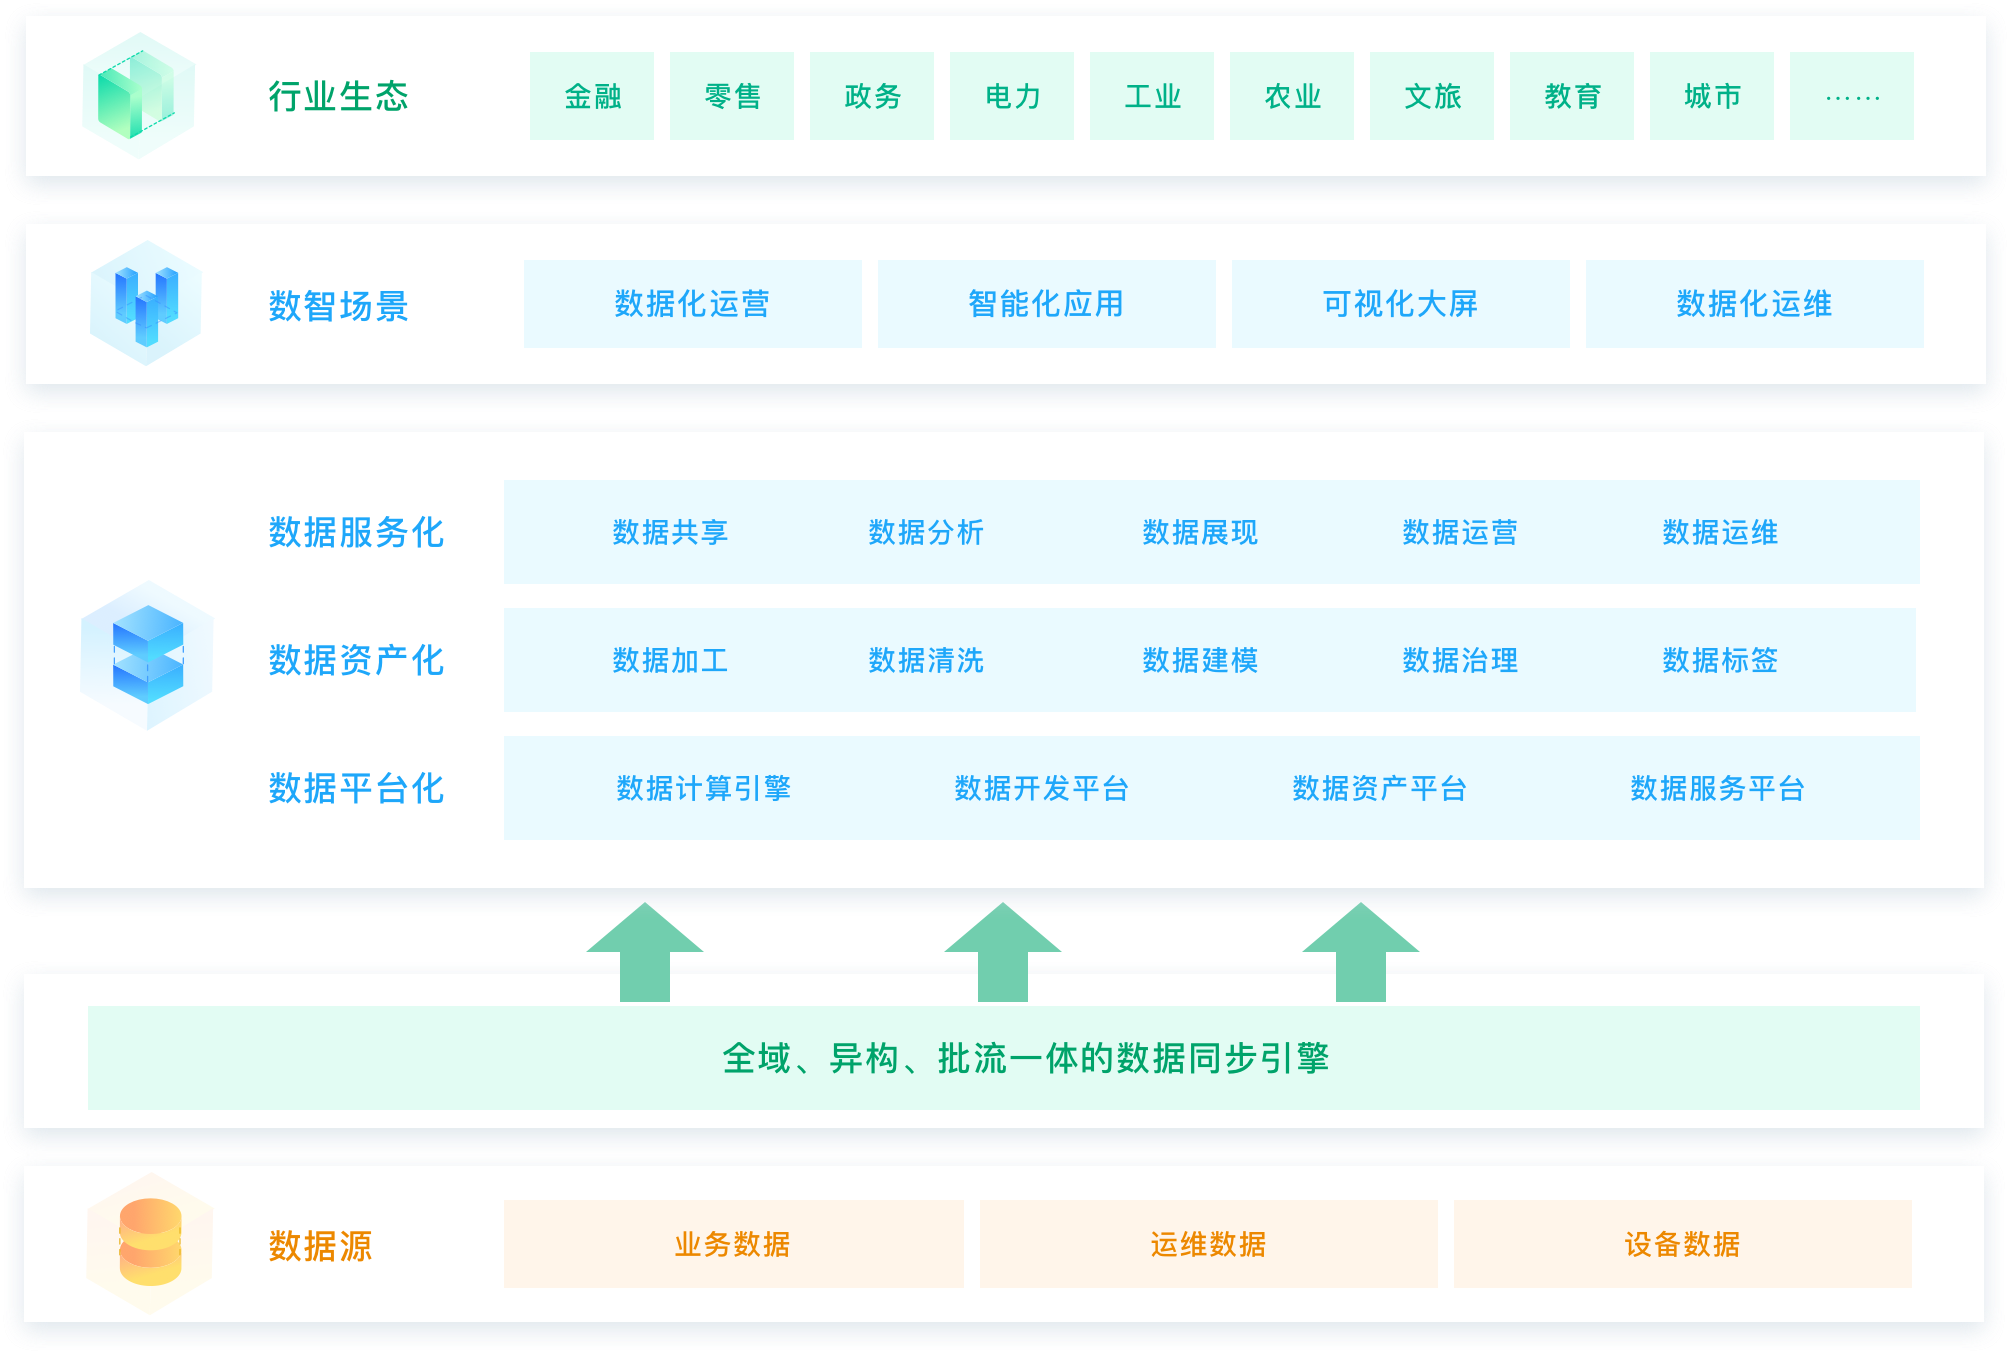 行业生态 金融 零售 政务 电力 工业 农业 文旅 教育 城市 ……
数智场景 数据化运营 智能化应用 可视化大屏 数据化运维
数据服务化 数据共享 数据分析 数据展现 数据运营 数据运维
数据资产化 数据加工 数据清洗 数据建模 数据治理 数据标签
数据平台化 数据计算引擎 数据开发平台 数据资产平台 数据服务平台
全域、异构、批流一体的数据同步引擎
数据源 业务数据 运维数据 设备数据